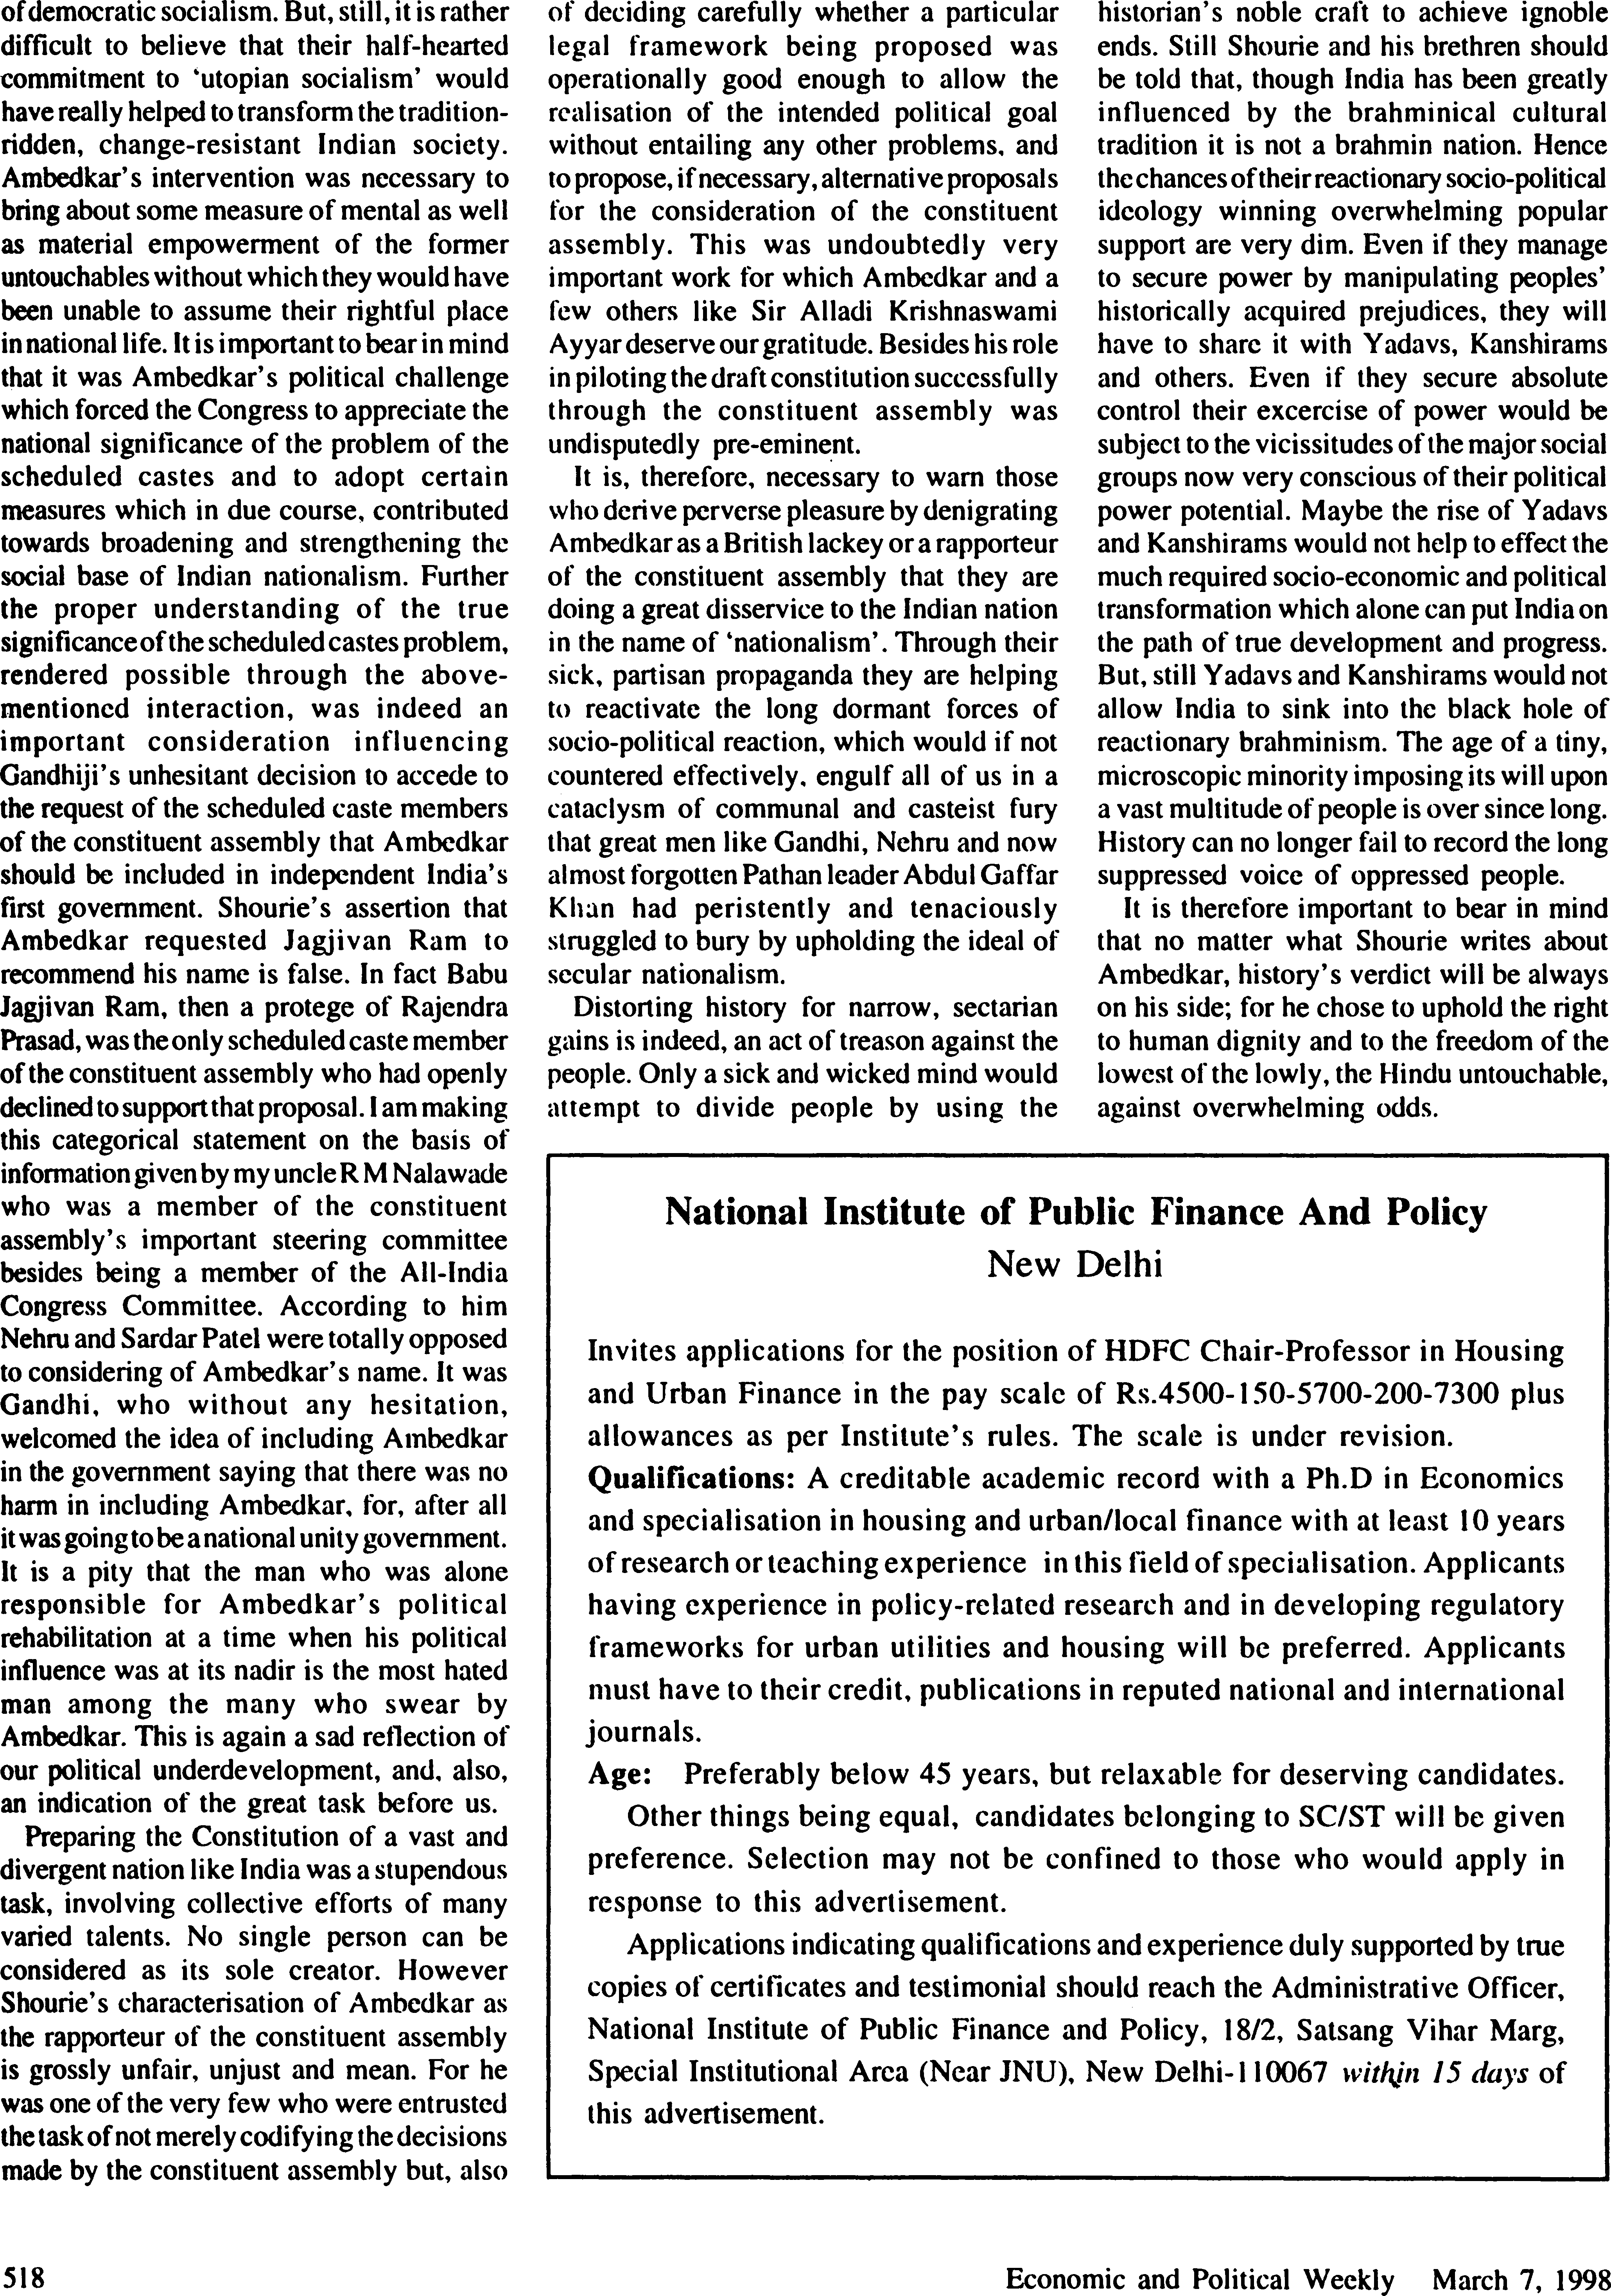 of democratic socialism. But, still, it is rather
difficult to believe that their half-hearted
commitment to 'utopian socialism' would
have really helped to transform the tradition-
ridden, change-resistant Indian society.
Ambedkar's intervention was necessary to
bring about some measure of mental as well
as material empowerment of the former
untouchables without which they would have
been unable to assume their rightful place
in national life. It is important to bear in mind
that it was Ambedkar's political challenge
which forced the Congress to appreciate the
national significance of the problem of the
scheduled castes and to adopt certain
measures which in due course, contributed
towards broadening and strengthening the
social base of Indian nationalism. Further
the proper understanding of the true
significance of the scheduled castes problem,
rendered possible through the above-
mentioned interaction, was indeed an
important consideration influencing
Gandhiji's unhesitant decision to accede to
the request of the scheduled caste members
of the constituent assembly that Ambedkar
should be included in independent India's
first government. Shourie's assertion that
Ambedkar requested Jagjivan Ram to
recommend his name is false. In fact Babu
Jagjivan Ram, then a protege of Rajendra
Prasad, was the only scheduled caste member
of the constituent assembly who had openly
declined to support that proposal. I am making
this categorical statement on the basis of
information given by my uncle R M Nalawade
who was a member of the constituent
assembly's important steering committee
besides being a member of the All-India
Congress Committee. According to him
Nehru and Sardar Patel were totally opposed
to considering of Ambedkar's name. It was
Gandhi, who without any hesitation,
welcomed the idea of including Ambedkar
in the government saying that there was no
harm in including Ambedkar, for, after all
it was going to be a national unity government.
It is a pity that the man who was alone
responsible for Ambedkar's political
rehabilitation at a time when his political
influence was at its nadir is the most hated
man among the many who swear by
Ambedkar. This is again a sad reflection of
our political underdevelopment, and, also,
an indication of the great task before us.
Preparing the Constitution of a vast and
divergent nation like India was a stupendous
task, involving collective efforts of many
varied talents. No single person can be
considered as its sole creator. However
Shourie's characterisation of Ambedkar as
the rapporteur of the constituent assembly
is grossly unfair, unjust and mean. For he
was one of the very few who were entrusted
the task of not merely codifying the decisions
made by the constituent assembly but, also
of deciding carefully whether a particular
legal framework being proposed was
operationally good enough to allow the
realisation of the intended political goal
without entailing any other problems, and
to propose, if necessary, alternative proposals
for the consideration of the constituent
assembly. This was undoubtedly very
important work for which Ambedkar and a
few others like Sir Alladi Krishnaswami
Ayyar deserve our gratitude. Besides his role
in piloting the draft constitution successfully
through the constituent assembly was
undisputedly pre-eminent.
It is, therefore, necessary to warn those
who derive perverse pleasure by denigrating
Ambedkar as a British lackey or a rapporteur
of the constituent assembly that they are
doing a great disservice to the Indian nation
in the name of 'nationalism'. Through their
sick, partisan propaganda they are helping
to reactivate the long dormant forces of
socio-political reaction, which would if not
countered effectively, engulf all of us in a
cataclysm of communal and casteist fury
that great men like Gandhi, Nehru and now
almost forgotten Pathan leader Abdul Gaffar
Khan had peristently and tenaciously
struggled to bury by upholding the ideal of
secular nationalism.
Distorting history for narrow, sectarian
gains is indeed, an act of treason against the
people. Only a sick and wicked mind would
attempt to divide people by using the
historian's noble craft to achieve ignoble
ends. Still Shourie and his brethren should
be told that, though India has been greatly
influenced by the brahminical cultural
tradition it is not a brahmin nation. Hence
the chances of their reactionary socio-political
ideology winning overwhelming popular
support are very dim. Even if they manage
to secure power by manipulating peoples'
historically acquired prejudices, they will
have to share it with Yadavs, Kanshirams
and others. Even if they secure absolute
control their excercise of power would be
subject to the vicissitudes of the major social
groups now very conscious of their political
power potential. Maybe the rise of Yadavs
and Kanshirams would not help to effect the
much required socio-economic and political
transformation which alone can put India on
the path of true development and progress.
But, still Yadavs and Kanshirams would not
allow India to sink into the black hole of
reactionary brahminism. The age of a tiny,
microscopic minority imposing its will upon
a vast multitude of people is over since long.
History can no longer fail to record the long
suppressed voice of oppressed people.
It is therefore important to bear in mind
that no matter what Shourie writes about
Ambedkar, history's verdict will be always
on his side; for he chose to uphold the right
to human dignity and to the freedom of the
lowest of the lowly, the Hindu untouchable,
against overwhelming odds.
National Institute of Public Finance And Policy
New Delhi
Invites applications for the position of HDFC Chair-Professor in Housing
and Urban Finance in the pay scale of Rs.4500-150-5700-200-7300 plus
allowances as per Institute's rules. The scale is under revision.
Qualifications: A creditable academic record with a Ph.D in Economics
and specialisation in housing and urban/local finance with at least 10 years
of research or teaching experience in this field of specialisation. Applicants
having experience in policy-related research and in developing regulatory
frameworks for urban utilities and housing will be preferred. Applicants
must have to their credit, publications in reputed national and international
journals.
Age: Preferably below 45 years, but relaxable for deserving candidates.
Other things being equal, candidates belonging to SC/ST will be given
preference. Selection may not be confined to those who would apply in
response to this advertisement.
Applications indicating qualifications and experience duly supported by true
copies of certificates and testimonial should reach the Administrative Officer,
National Institute of Public Finance and Policy, 18/2, Satsang Vihar Marg,
Special Institutional Area (Near JNU), New Delhi-110067 within 15 days of
this advertisement.
518
Economic and Political Weekly March 7, 1998